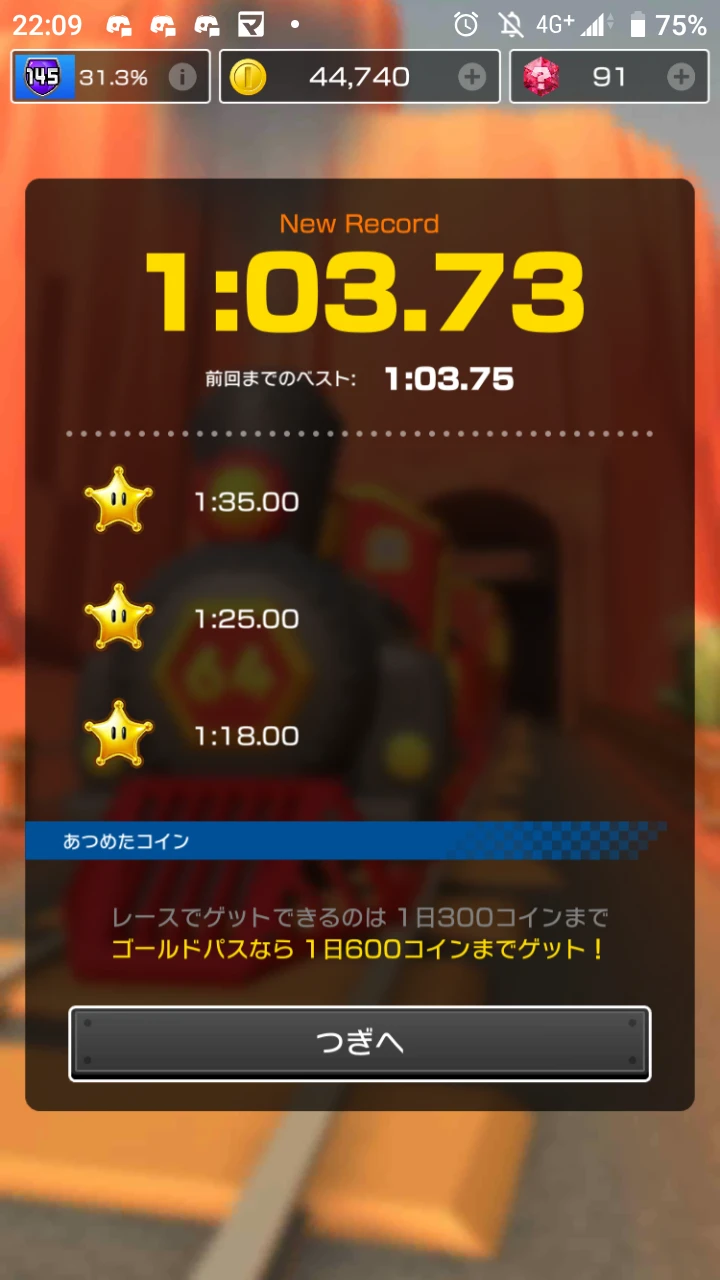 22:09 4G+ 75%
145 31.3% i 44,740 + ? 91 +
New Record
1:03.73
前回までのベスト: 1:03.75
1:35.00
1:25.00
64
1:18.00
あつめたコイン
レースでゲットできるのは 1日300コインまで
ゴールドパスなら 1日600コインまでゲット！
つぎへ